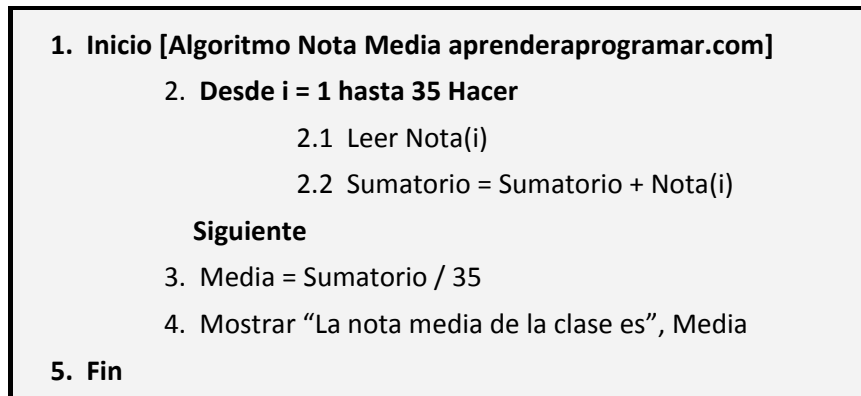 1. Inicio [Algoritmo Nota Media aprenderaprogramar.com]
2. Desde i = 1 hasta 35 Hacer
2.1 Leer Nota(i)
2.2 Sumatorio = Sumatorio + Nota(i)
Siguiente
3. Media = Sumatorio / 35
4. Mostrar “La nota media de la clase es”, Media
5. Fin